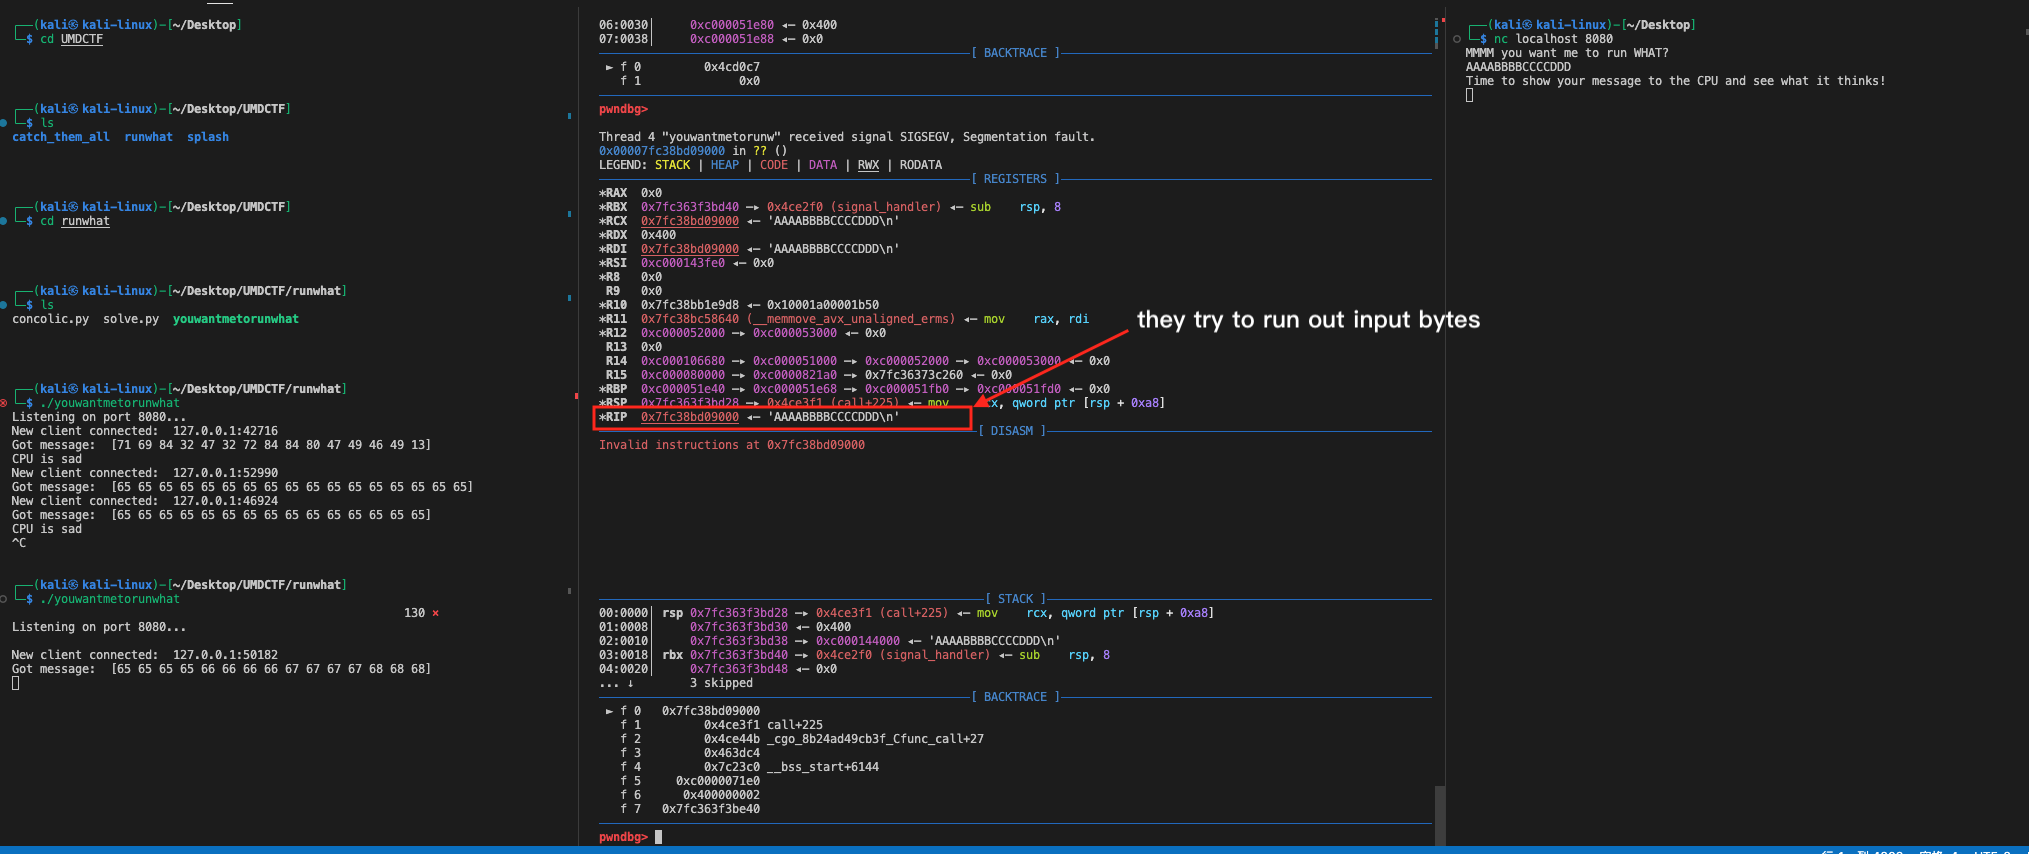 ┌──(kali㉿kali-linux)-[~/Desktop]
└─$ cd UMDCTF
┌──(kali㉿kali-linux)-[~/Desktop/UMDCTF]
└─$ ls
catch_them_all  runwhat  splash
┌──(kali㉿kali-linux)-[~/Desktop/UMDCTF]
└─$ cd runwhat
┌──(kali㉿kali-linux)-[~/Desktop/UMDCTF/runwhat]
└─$ ls
concolic.py  solve.py  youwantmetorunwhat
┌──(kali㉿kali-linux)-[~/Desktop/UMDCTF/runwhat]
└─$ ./youwantmetorunwhat
Listening on port 8080...
New client connected:  127.0.0.1:42716
Got message:  [71 69 84 32 47 32 72 84 84 80 47 49 46 49 13]
CPU is sad
New client connected:  127.0.0.1:52990
Got message:  [65 65 65 65 65 65 65 65 65 65 65 65 65 65 65 65 65]
New client connected:  127.0.0.1:46924
Got message:  [65 65 65 65 65 65 65 65 65 65 65 65 65 65 65]
CPU is sad
^C
┌──(kali㉿kali-linux)-[~/Desktop/UMDCTF/runwhat]
└─$ ./youwantmetorunwhat
130 ⨯
Listening on port 8080...
New client connected:  127.0.0.1:50182
Got message:  [65 65 65 65 66 66 66 66 67 67 67 67 68 68 68]
06:0030│     0xc000051e80 ◂— 0x400
07:0038│     0xc000051e88 ◂— 0x0
[ BACKTRACE ]
► f 0         0x4cd0c7
f 1              0x0
pwndbg>
Thread 4 "youwantmetorunw" received signal SIGSEGV, Segmentation fault.
0x00007fc38bd09000 in ?? ()
LEGEND: STACK | HEAP | CODE | DATA | RWX | RODATA
[ REGISTERS ]
*RAX  0x0
*RBX  0x7fc363f3bd40 —▸ 0x4ce2f0 (signal_handler) ◂— sub    rsp, 8
*RCX  0x7fc38bd09000 ◂— 'AAAABBBBCCCCDDD\n'
*RDX  0x400
*RDI  0x7fc38bd09000 ◂— 'AAAABBBBCCCCDDD\n'
*RSI  0xc000143fe0 ◂— 0x0
*R8   0x0
R9   0x0
*R10  0x7fc38bb1e9d8 ◂— 0x10001a00001b50
*R11  0x7fc38bc58640 (__memmove_avx_unaligned_erms) ◂— mov    rax, rdi
*R12  0xc000052000 —▸ 0xc000053000 ◂— 0x0
R13  0x0
R14  0xc000106680 —▸ 0xc000051000 —▸ 0xc000052000 —▸ 0xc000053000 ◂— 0x0
R15  0xc000080000 —▸ 0xc0000821a0 —▸ 0x7fc36373c260 ◂— 0x0
*RBP  0xc000051e40 —▸ 0xc000051e68 —▸ 0xc000051fb0 —▸ 0xc000051fd0 ◂— 0x0
*RSP  0x7fc363f3bd28 —▸ 0x4ce3f1 (call+225) ◂— mov    cx, qword ptr [rsp + 0xa8]
*RIP  0x7fc38bd09000 ◂— 'AAAABBBBCCCCDDD\n'
[ DISASM ]
Invalid instructions at 0x7fc38bd09000
[ STACK ]
00:0000│ rsp 0x7fc363f3bd28 —▸ 0x4ce3f1 (call+225) ◂— mov    rcx, qword ptr [rsp + 0xa8]
01:0008│     0x7fc363f3bd30 ◂— 0x400
02:0010│     0x7fc363f3bd38 —▸ 0xc000144000 ◂— 'AAAABBBBCCCCDDD\n'
03:0018│ rbx 0x7fc363f3bd40 —▸ 0x4ce2f0 (signal_handler) ◂— sub    rsp, 8
04:0020│     0x7fc363f3bd48 ◂— 0x0
... ↓        3 skipped
[ BACKTRACE ]
► f 0   0x7fc38bd09000
f 1         0x4ce3f1 call+225
f 2         0x4ce44b _cgo_8b24ad49cb3f_Cfunc_call+27
f 3         0x463dc4
f 4         0x7c23c0 __bss_start+6144
f 5     0xc0000071e0
f 6      0x400000002
f 7   0x7fc363f3be40
pwndbg>
they try to run out input bytes
┌──(kali㉿kali-linux)-[~/Desktop]
└─$ nc localhost 8080
MMMM you want me to run WHAT?
AAAABBBBCCCCDDD
Time to show your message to the CPU and see what it thinks!